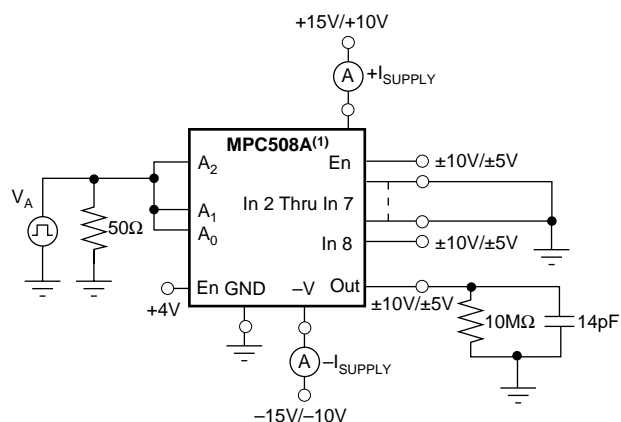 +15V/+10V
A
+I_SUPPLY
MPC508A(1)
A2
En
±10V/±5V
VA
50Ω
A1
In 2 Thru In 7
A0
In 8
±10V/±5V
En
GND
–V
Out
+4V
±10V/±5V
10MΩ
14pF
A
–I_SUPPLY
–15V/–10V